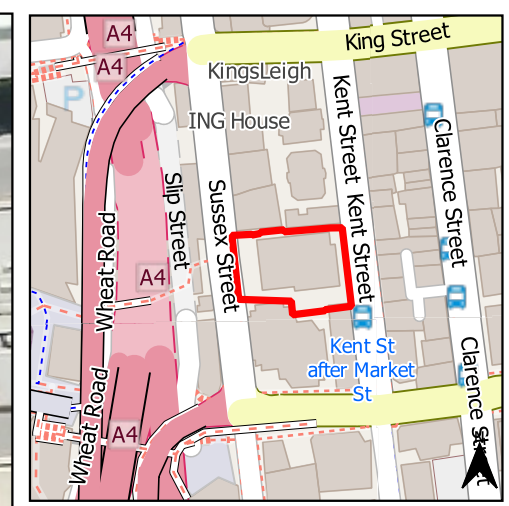 A4
A4
King Street
KingsLeigh
P
ING House
Kent Street
Kent Street
Clarence Street
Slip Street
Sussex Street
Wheat Road
A4
Kent St
after Market
St
Wheat Road
A4
Clarence Street